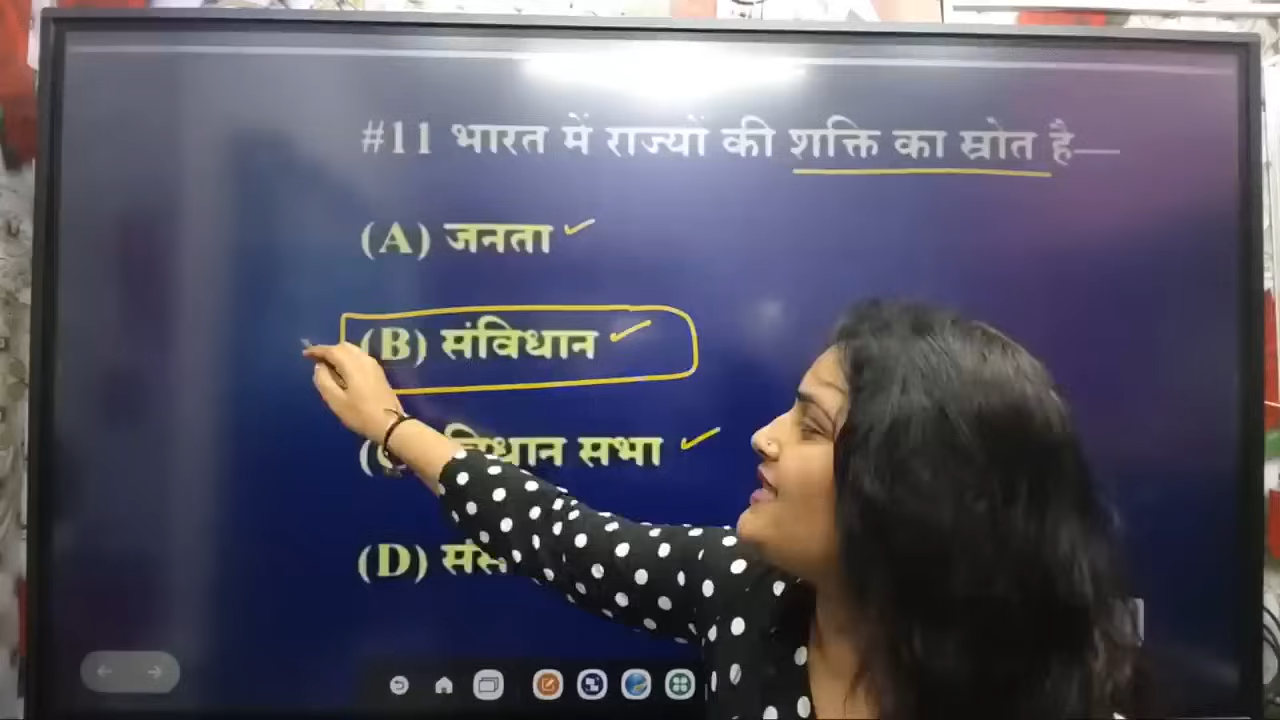 #11 भारत में राज्यों की शक्ति का स्रोत है—
(A) जनता
(B) संविधान
विधान सभा
(D)